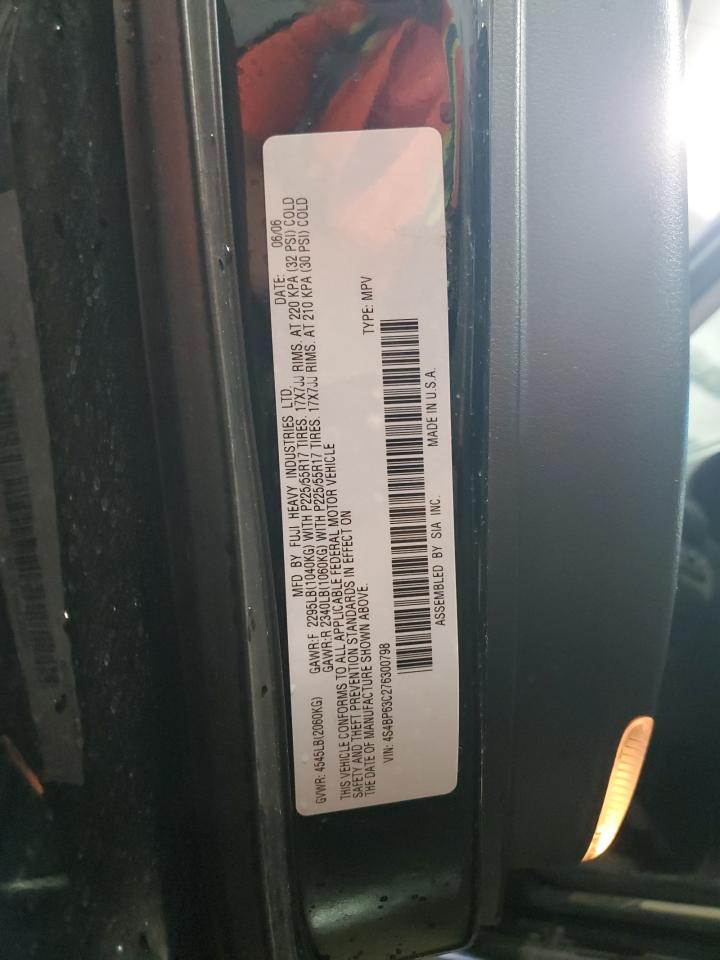 MFD BY FUJI HEAVY INDUSTRIES LTD. DATE: 06/06
GVWR: 4545LB(2060KG) GAWR:F 2295LB(1040KG) WITH P225/55R17 TIRES. 17X7JJ RIMS. AT 220 KPA (32 PSI) COLD
GAWR:R 2340LB(1060KG) WITH P225/55R17 TIRES. 17X7JJ RIMS. AT 210 KPA (30 PSI) COLD
THIS VEHICLE CONFORMS TO ALL APPLICABLE FEDERAL MOTOR VEHICLE
SAFETY AND THEFT PREVENTION STANDARDS IN EFFECT ON
THE DATE OF MANUFACTURE SHOWN ABOVE.
VIN: 4S4BP63C276300798 TYPE: MPV
ASSEMBLED BY SIA INC. MADE IN U.S.A.